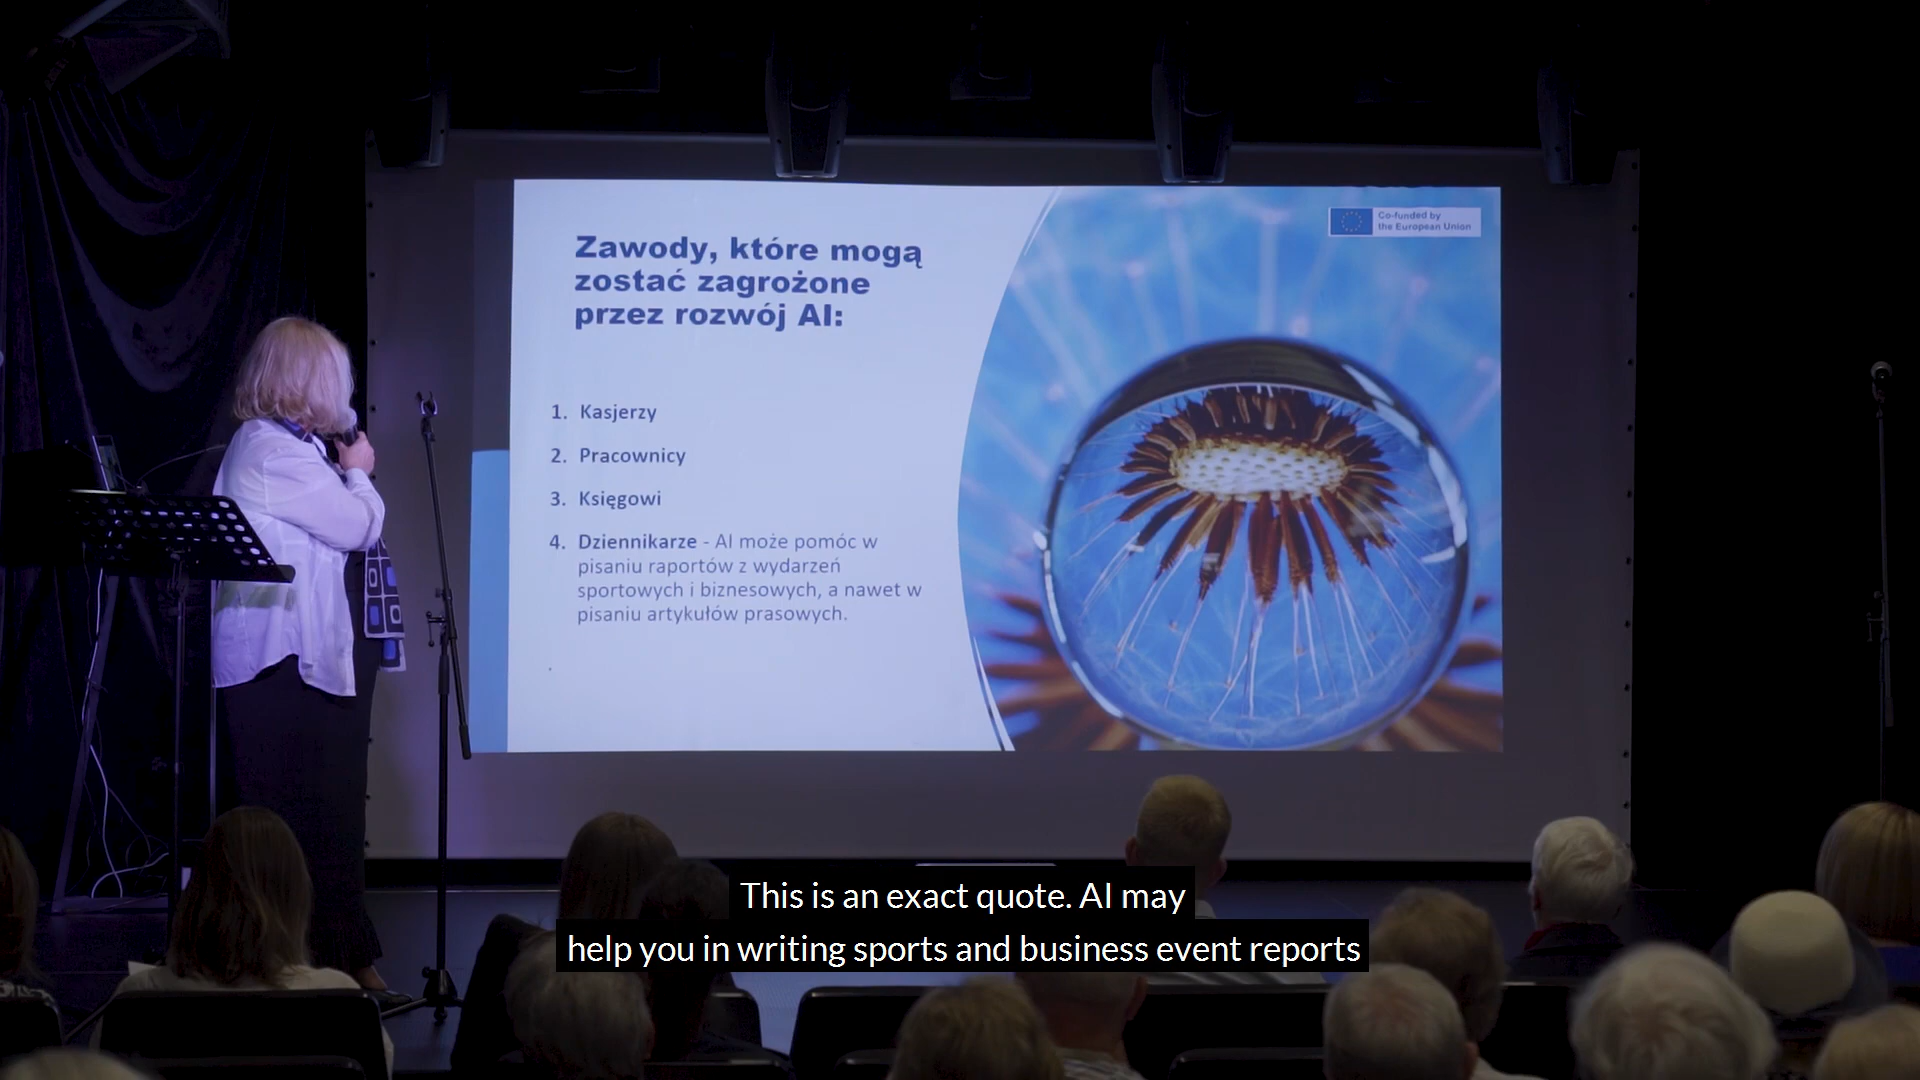 Co-funded by
the European Union
Zawody, które mogą
zostać zagrożone
przez rozwój AI:
1. Kasjerzy
2. Pracownicy
3. Księgowi
4. Dziennikarze - AI może pomóc w
pisaniu raportów z wydarzeń
sportowych i biznesowych, a nawet w
pisaniu artykułów prasowych.
.
This is an exact quote. AI may
help you in writing sports and business event reports